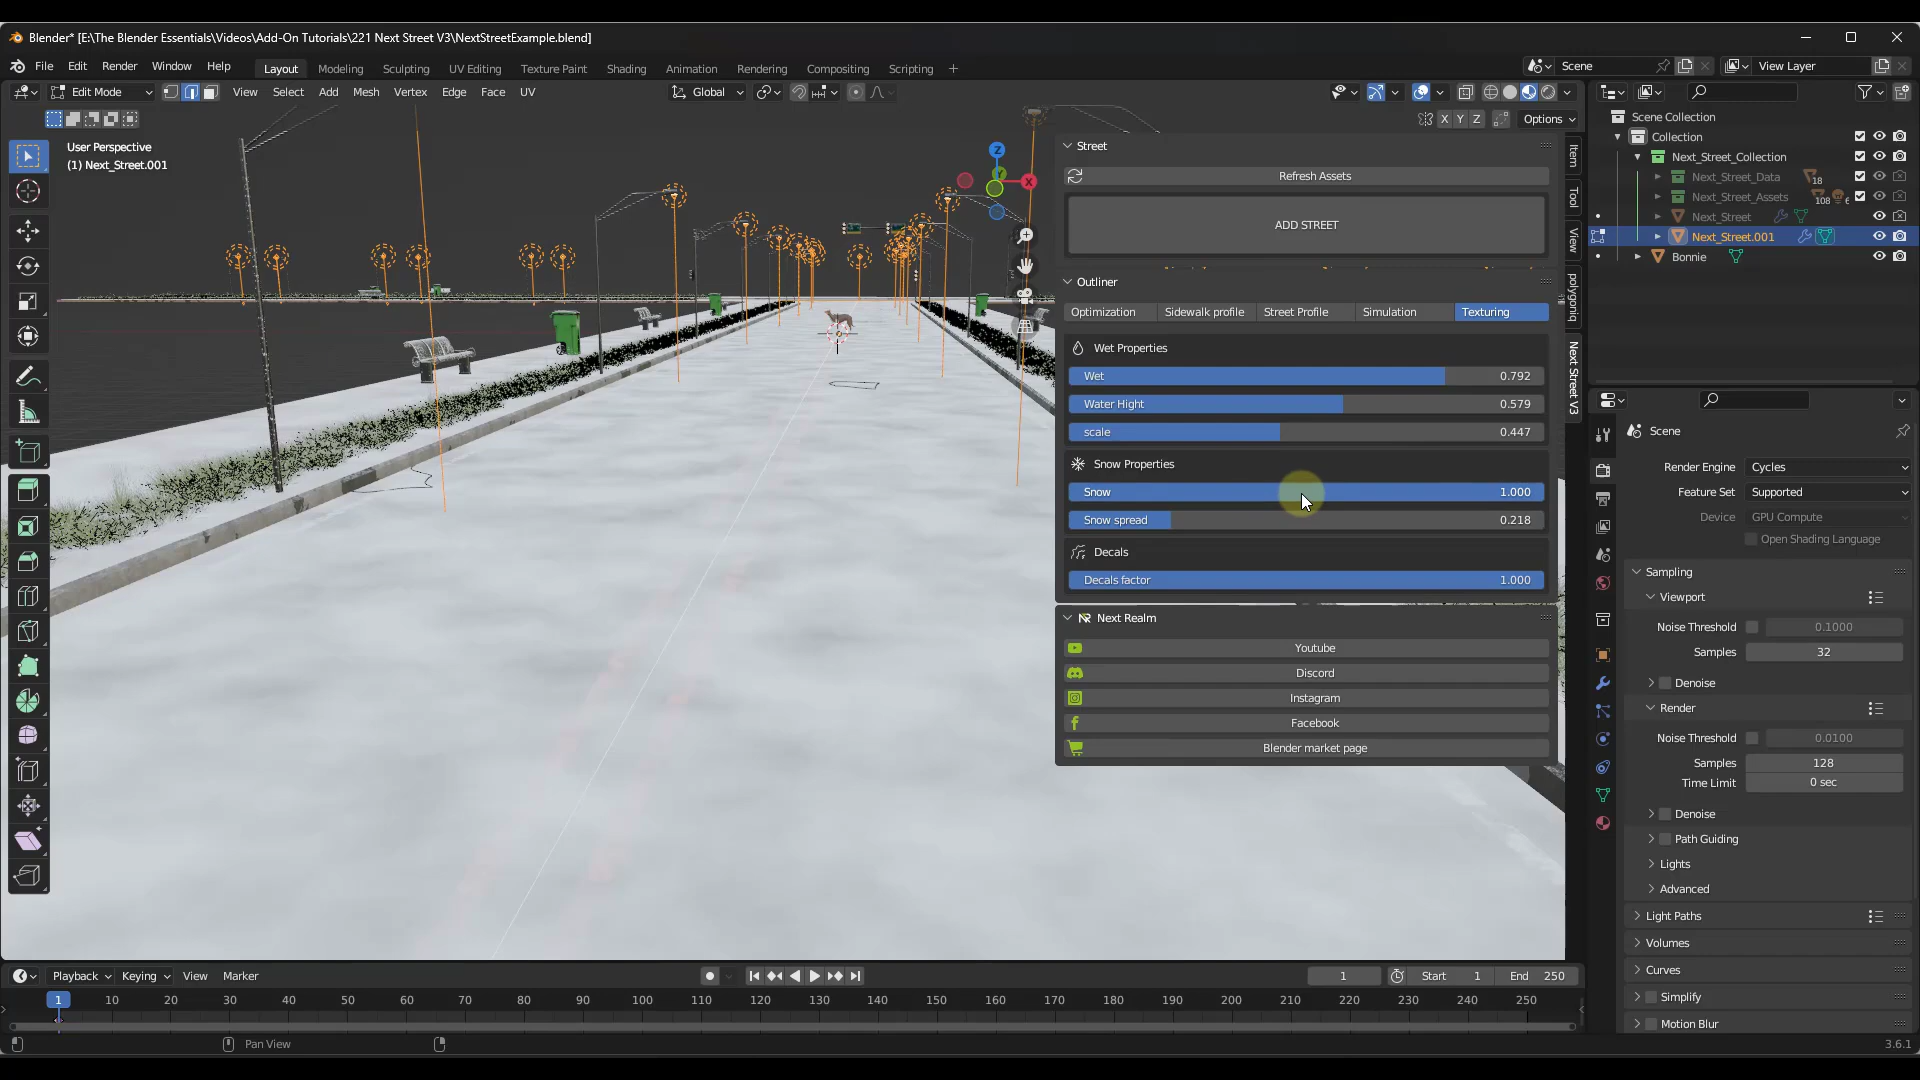 Blender* [E:\The Blender Essentials\Videos\Add-On Tutorials\221 Next Street V3\NextStreetExample.blend]
File Edit Render Window Help Layout Modeling Sculpting UV Editing Texture Paint Shading Animation Rendering Compositing Scripting + Scene View Layer
Edit Mode View Select Add Mesh Vertex Edge Face UV Global
X Y Z Options
User Perspective
(1) Next_Street.001
Z
X
Street
Refresh Assets
ADD STREET
Outliner
Optimization Sidewalk profile Street Profile Simulation Texturing
Wet Properties
Wet 0.792
Water Hight 0.579
scale 0.447
Snow Properties
Snow 1.000
Snow spread 0.218
Decals
Decals factor 1.000
Next Realm
Youtube
Discord
Instagram
Facebook
Blender market page
Item
Tool
View
polygoniq
Next Street V3
Scene Collection
Collection
Next_Street_Collection
Next_Street_Data 18
Next_Street_Assets 108 6
Next_Street
Next_Street.001
Bonnie
Scene
Render Engine Cycles
Feature Set Supported
Device GPU Compute
Open Shading Language
Sampling
Viewport
Noise Threshold 0.1000
Samples 32
Denoise
Render
Noise Threshold 0.0100
Samples 128
Time Limit 0 sec
Denoise
Path Guiding
Lights
Advanced
Light Paths
Volumes
Curves
Simplify
Motion Blur
Playback Keying View Marker 1 Start 1 End 250
1 10 20 30 40 50 60 70 80 90 100 110 120 130 140 150 160 170 180 190 200 210 220 230 240 250
Pan View 3.6.1